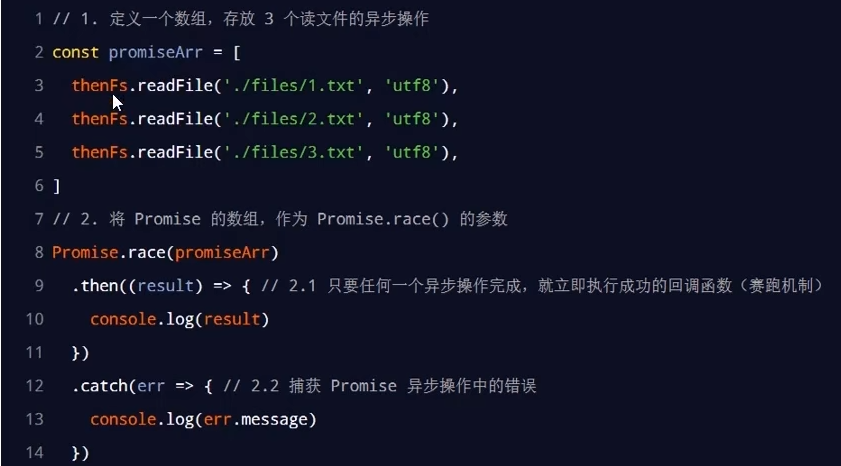 1 // 1. 定义一个数组，存放 3 个读文件的异步操作
2 const promiseArr = [
3   thenFs.readFile('./files/1.txt', 'utf8'),
4   thenFs.readFile('./files/2.txt', 'utf8'),
5   thenFs.readFile('./files/3.txt', 'utf8'),
6 ]
7 // 2. 将 Promise 的数组，作为 Promise.race() 的参数
8 Promise.race(promiseArr)
9   .then((result) => { // 2.1 只要任何一个异步操作完成，就立即执行成功的回调函数（赛跑机制）
10     console.log(result)
11   })
12   .catch(err => { // 2.2 捕获 Promise 异步操作中的错误
13     console.log(err.message)
14   })